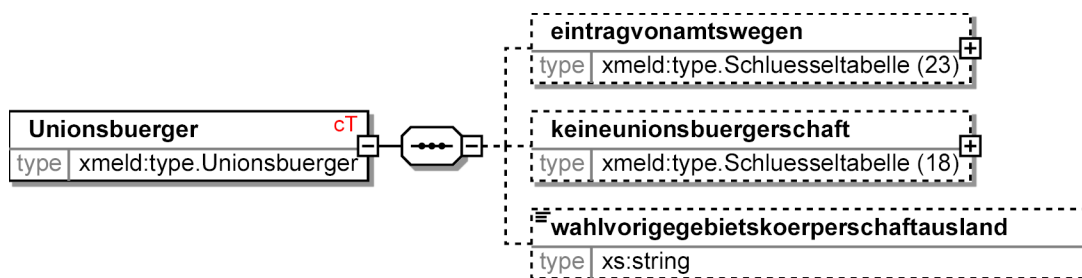 eintragvonamtswegen
type xmeld:type.Schluesseltabelle (23)
Unionsbuerger cT
type xmeld:type.Unionsbuerger
keineunionsbuergerschaft
type xmeld:type.Schluesseltabelle (18)
wahlvorigegebietskoerperschaftausland
type xs:string